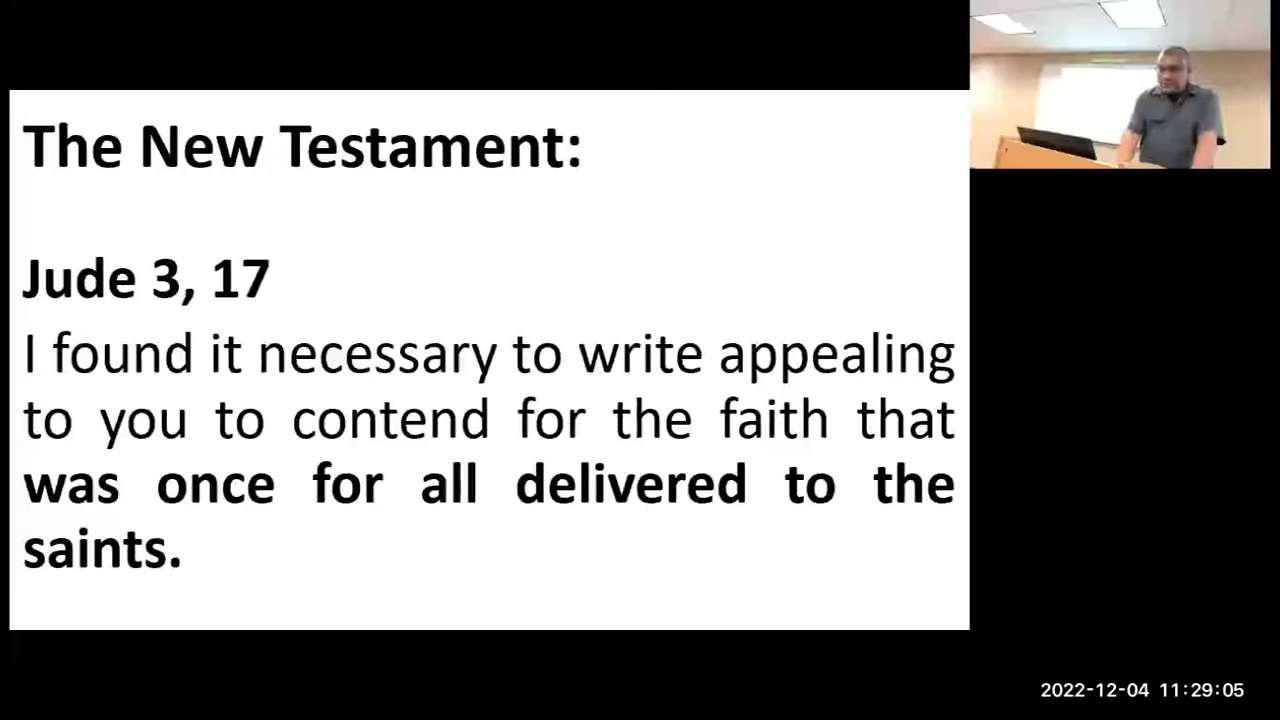 The New Testament:
Jude 3, 17
I found it necessary to write appealing
to you to contend for the faith that
was once for all delivered to the
saints.
2022-12-04 11:29:05